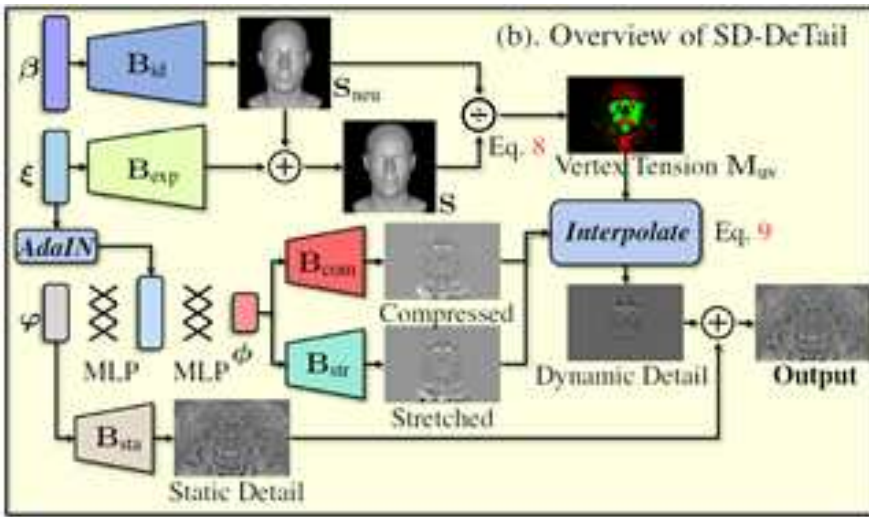 (b). Overview of SD-DeTail
β
B_id
S_neu
Eq. 8
Vertex Tension M_uv
ξ
B_exp
S
AdaIN
Interpolate
Eq. 9
B_com
Compressed
φ
MLP
MLP
ϕ
B_str
Stretched
Dynamic Detail
Output
B_sta
Static Detail